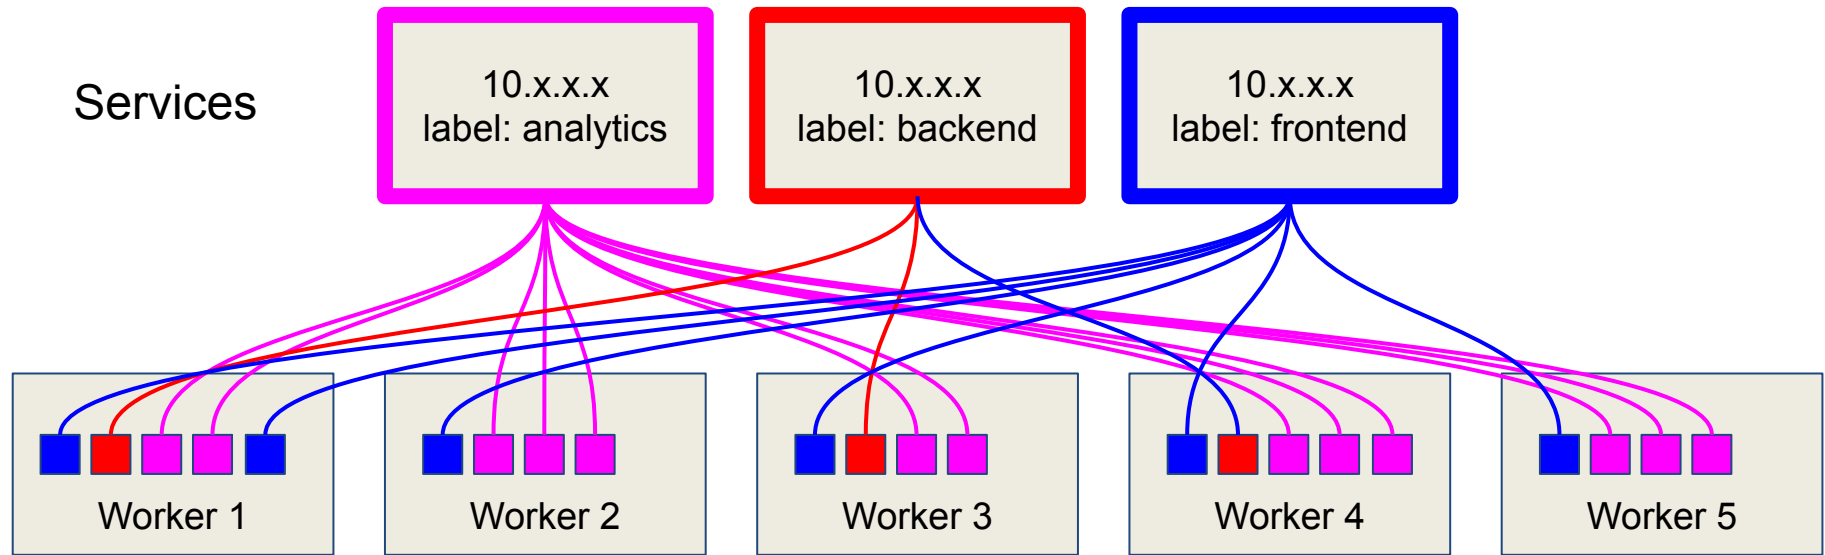 Services
10.x.x.x
label: analytics
10.x.x.x
label: backend
10.x.x.x
label: frontend
Worker 1
Worker 2
Worker 3
Worker 4
Worker 5